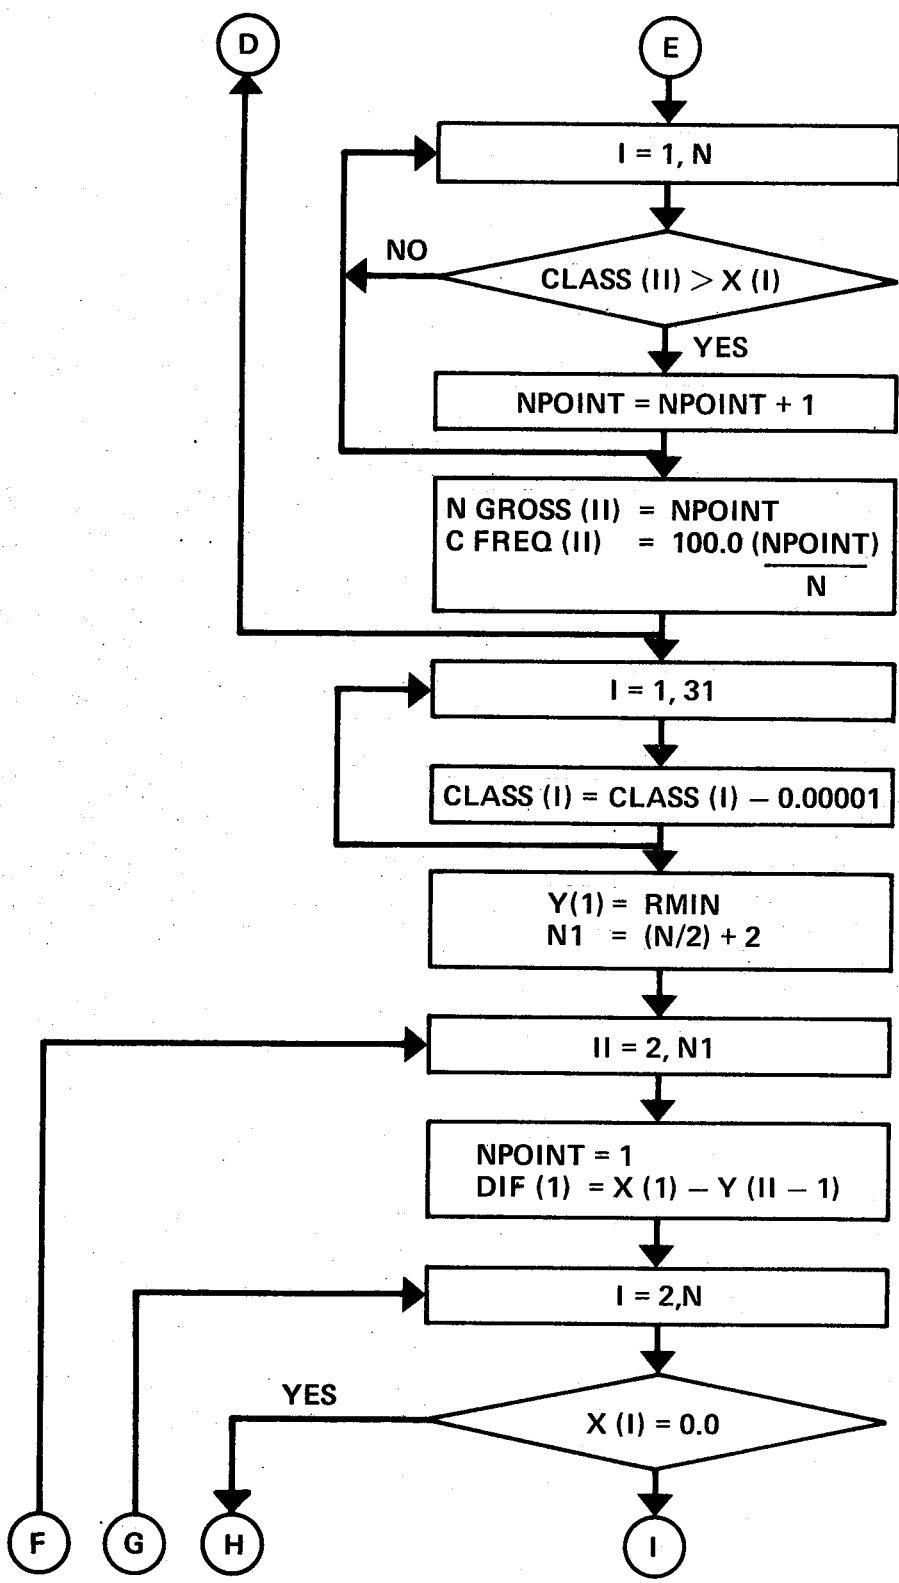 D
E
I = 1, N
NO
CLASS (II) > X (I)
YES
NPOINT = NPOINT + 1
N GROSS (II) = NPOINT
C FREQ (II) = 100.0 (NPOINT)
N
I = 1, 31
CLASS (I) = CLASS (I) – 0.00001
Y(1) = RMIN
N1 = (N/2) + 2
II = 2, N1
NPOINT = 1
DIF (1) = X (1) – Y (II – 1)
I = 2,N
YES
X (I) = 0.0
F
G
H
I